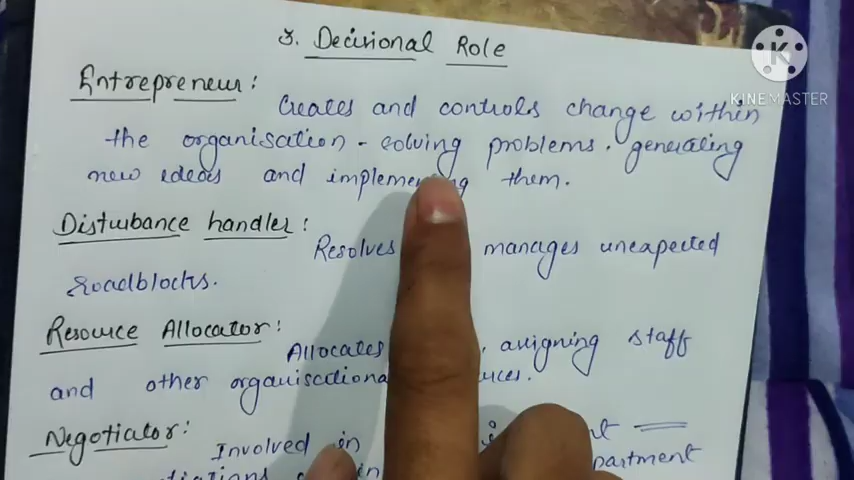 3. Decisional Role
Entrepreneur:
Creates and controls change within
the organisation - solving problems. generating
new ideas and implementing them.
Disturbance handler:
Resolves manages unexpected
roadblocks.
Resource Allocator:
Allocates , assigning staff
and other organisational
Negotiator:
Involved in
K
KINEMASTER